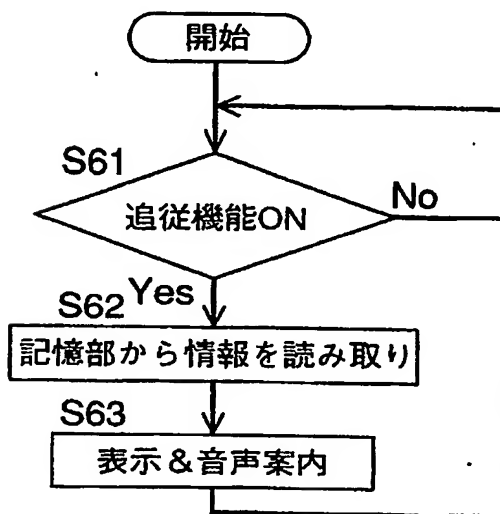 開始
S61
追従機能ON
No
Yes
S62
記憶部から情報を読み取り
S63
表示&音声案内